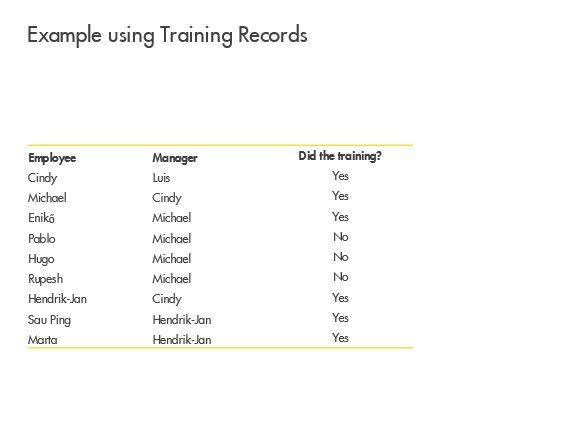 Example using Training Records
Employee Manager Did the training?
Cindy Luis Yes
Michael Cindy Yes
Enikő Michael Yes
Pablo Michael No
Hugo Michael No
Rupesh Michael No
Hendrik-Jan Cindy Yes
Sau Ping Hendrik-Jan Yes
Marta Hendrik-Jan Yes